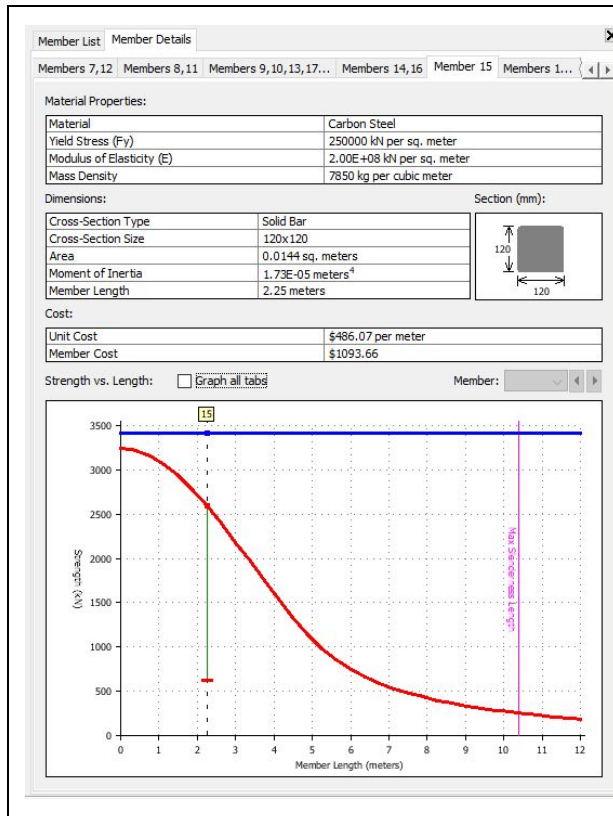 Member List Member Details
Members 7,12 Members 8,11 Members 9,10,13,17... Members 14,16 Member 15 Members 1...
Material Properties:
Material Carbon Steel
Yield Stress (Fy) 250000 kN per sq. meter
Modulus of Elasticity (E) 2.00E+08 kN per sq. meter
Mass Density 7850 kg per cubic meter
Dimensions: Section (mm):
Cross-Section Type Solid Bar
Cross-Section Size 120x120
Area 0.0144 sq. meters
Moment of Inertia 1.73E-05 meters⁴
Member Length 2.25 meters
120
120
Cost:
Unit Cost $486.07 per meter
Member Cost $1093.66
Strength vs. Length: Graph all tabs Member:
15
3500
3000
2500
2000
1500
1000
500
0
Strength (kN)
Max Slenderness Length
0 1 2 3 4 5 6 7 8 9 10 11 12
Member Length (meters)